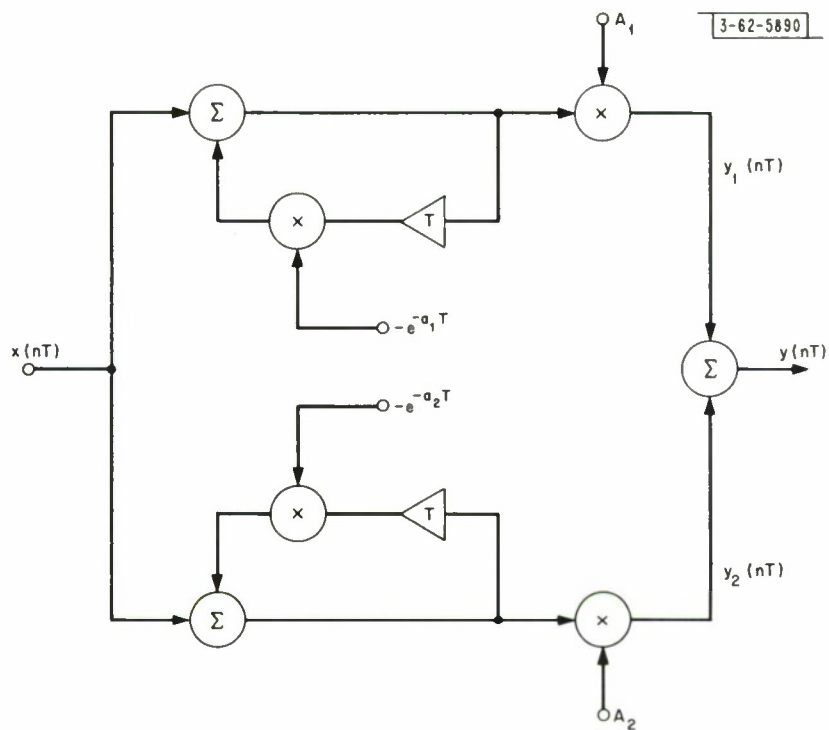 A₁
3-62-5890
Σ
×
y₁(nT)
×
T
-e^-a₁T
x(nT)
Σ
y(nT)
-e^-a₂T
×
T
y₂(nT)
Σ
×
A₂